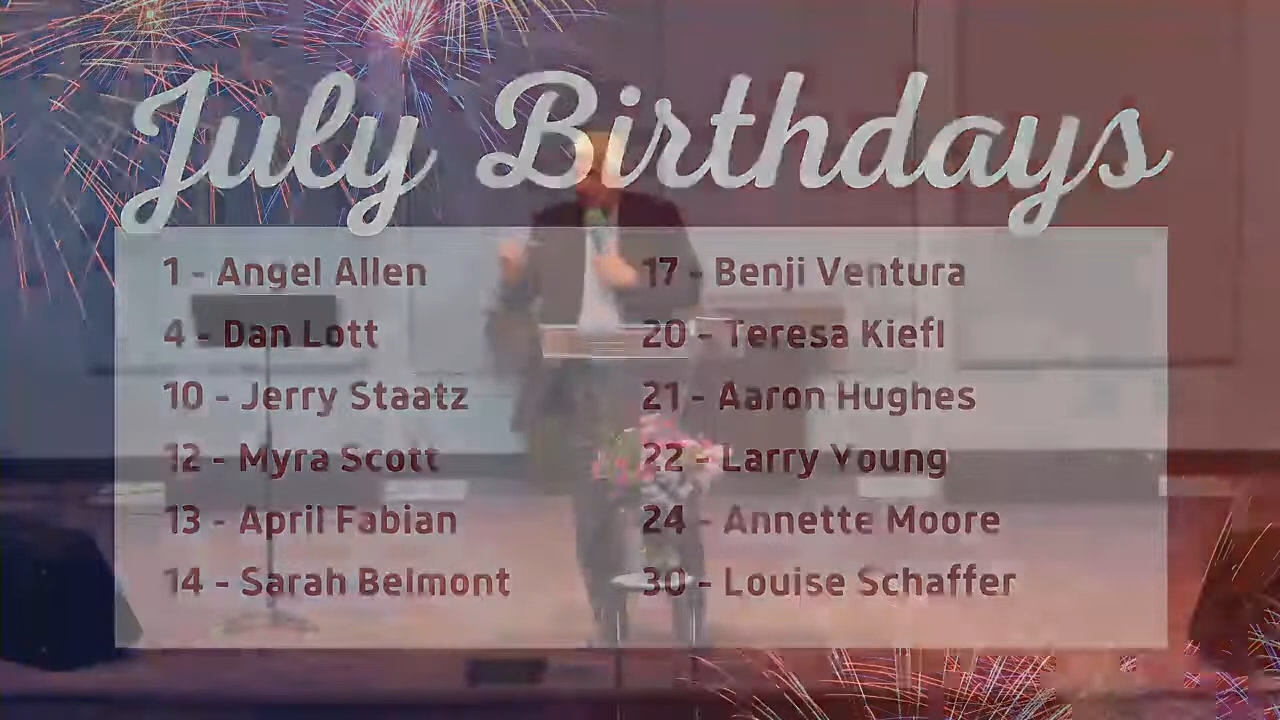 July Birthdays
1 - Angel Allen
4 - Dan Lott
10 - Jerry Staatz
12 - Myra Scott
13 - April Fabian
14 - Sarah Belmont
17 - Benji Ventura
20 - Teresa Kiefl
21 - Aaron Hughes
22 - Larry Young
24 - Annette Moore
30 - Louise Schaffer